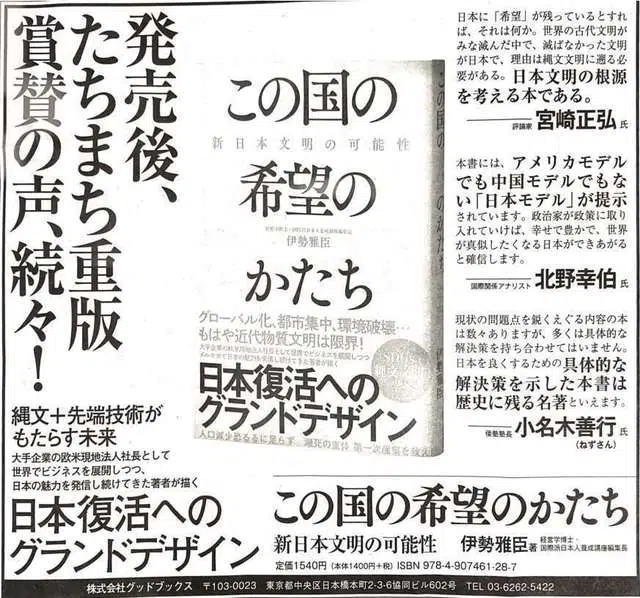 発売後、
たちまち重版
賞賛の声、続々!
縄文+先端技術が
もたらす未来
大手企業の欧米現地法人社長として
世界でビジネスを展開しつつ、
日本の魅力を発信し続けてきた著者が描く
日本復活への
グランドデザイン
この国の
新日本文明の可能性
希望の
伊勢雅臣
かたち
グローバル化、都市集中、環境破壊…
もはや近代物質文明は限界!
日本復活への
グランドデザイン
この国の
のかたち
伊勢雅臣
日本に「希望」が残っているとすれ
ば、それは何か。世界の古代文明が
みな滅んだ中で、滅ばなかった文明
が日本で、理由は縄文文明に遡る必
要がある。日本文明の根源
を考える本である。
評論家 宮崎正弘 氏
本書には、アメリカモデル
でも中国モデルでもな
い「日本モデル」が提示
されています。政治家が政策に取り
入れていけば、幸せで豊かで、世界
が真似したくなる日本ができあがる
と確信します。
国際関係アナリスト 北野幸伯 氏
現状の問題点を鋭くえぐる内容の本
は数々ありますが、多くは具体的な
解決策を持ち合わせてはいません。
日本を良くするための具体的な
解決策を示した本書は
歴史に残る名著といえます。
倭塾塾長 小名木善行 氏
(ねずさん)
この国の希望のかたち
新日本文明の可能性 伊勢雅臣 著 経営学博士・
国際派日本人養成講座編集長
定価1540円(本体1400円+税) ISBN 978-4-907461-28-7
株式会社グッドブックス 〒103-0023 東京都中央区日本橋本町2-3-6協同ビル602号 TEL 03-6262-5422